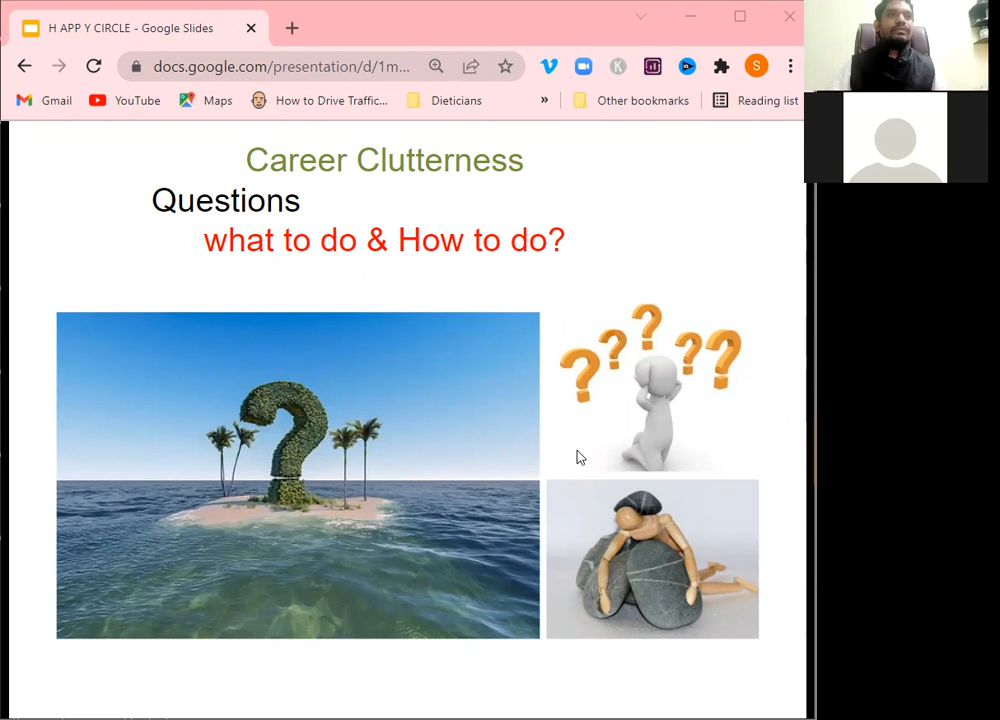 H APP Y CIRCLE - Google Slides
docs.google.com/presentation/d/1m...
S
Gmail
YouTube
Maps
How to Drive Traffic...
Dieticians
»
Other bookmarks
Reading list
Career Clutterness
Questions
what to do & How to do?
? ? ? ? ?
?